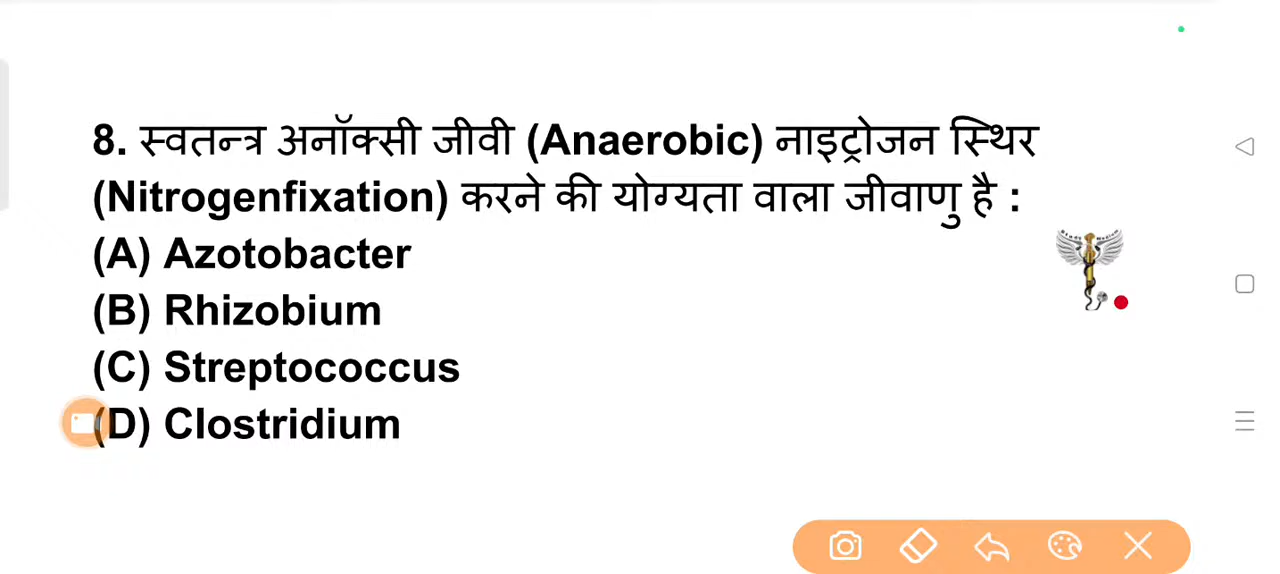 8. स्वतन्त्र अनॉक्सी जीवी (Anaerobic) नाइट्रोजन स्थिर
(Nitrogenfixation) करने की योग्यता वाला जीवाणु है :
(A) Azotobacter
(B) Rhizobium
(C) Streptococcus
(D) Clostridium